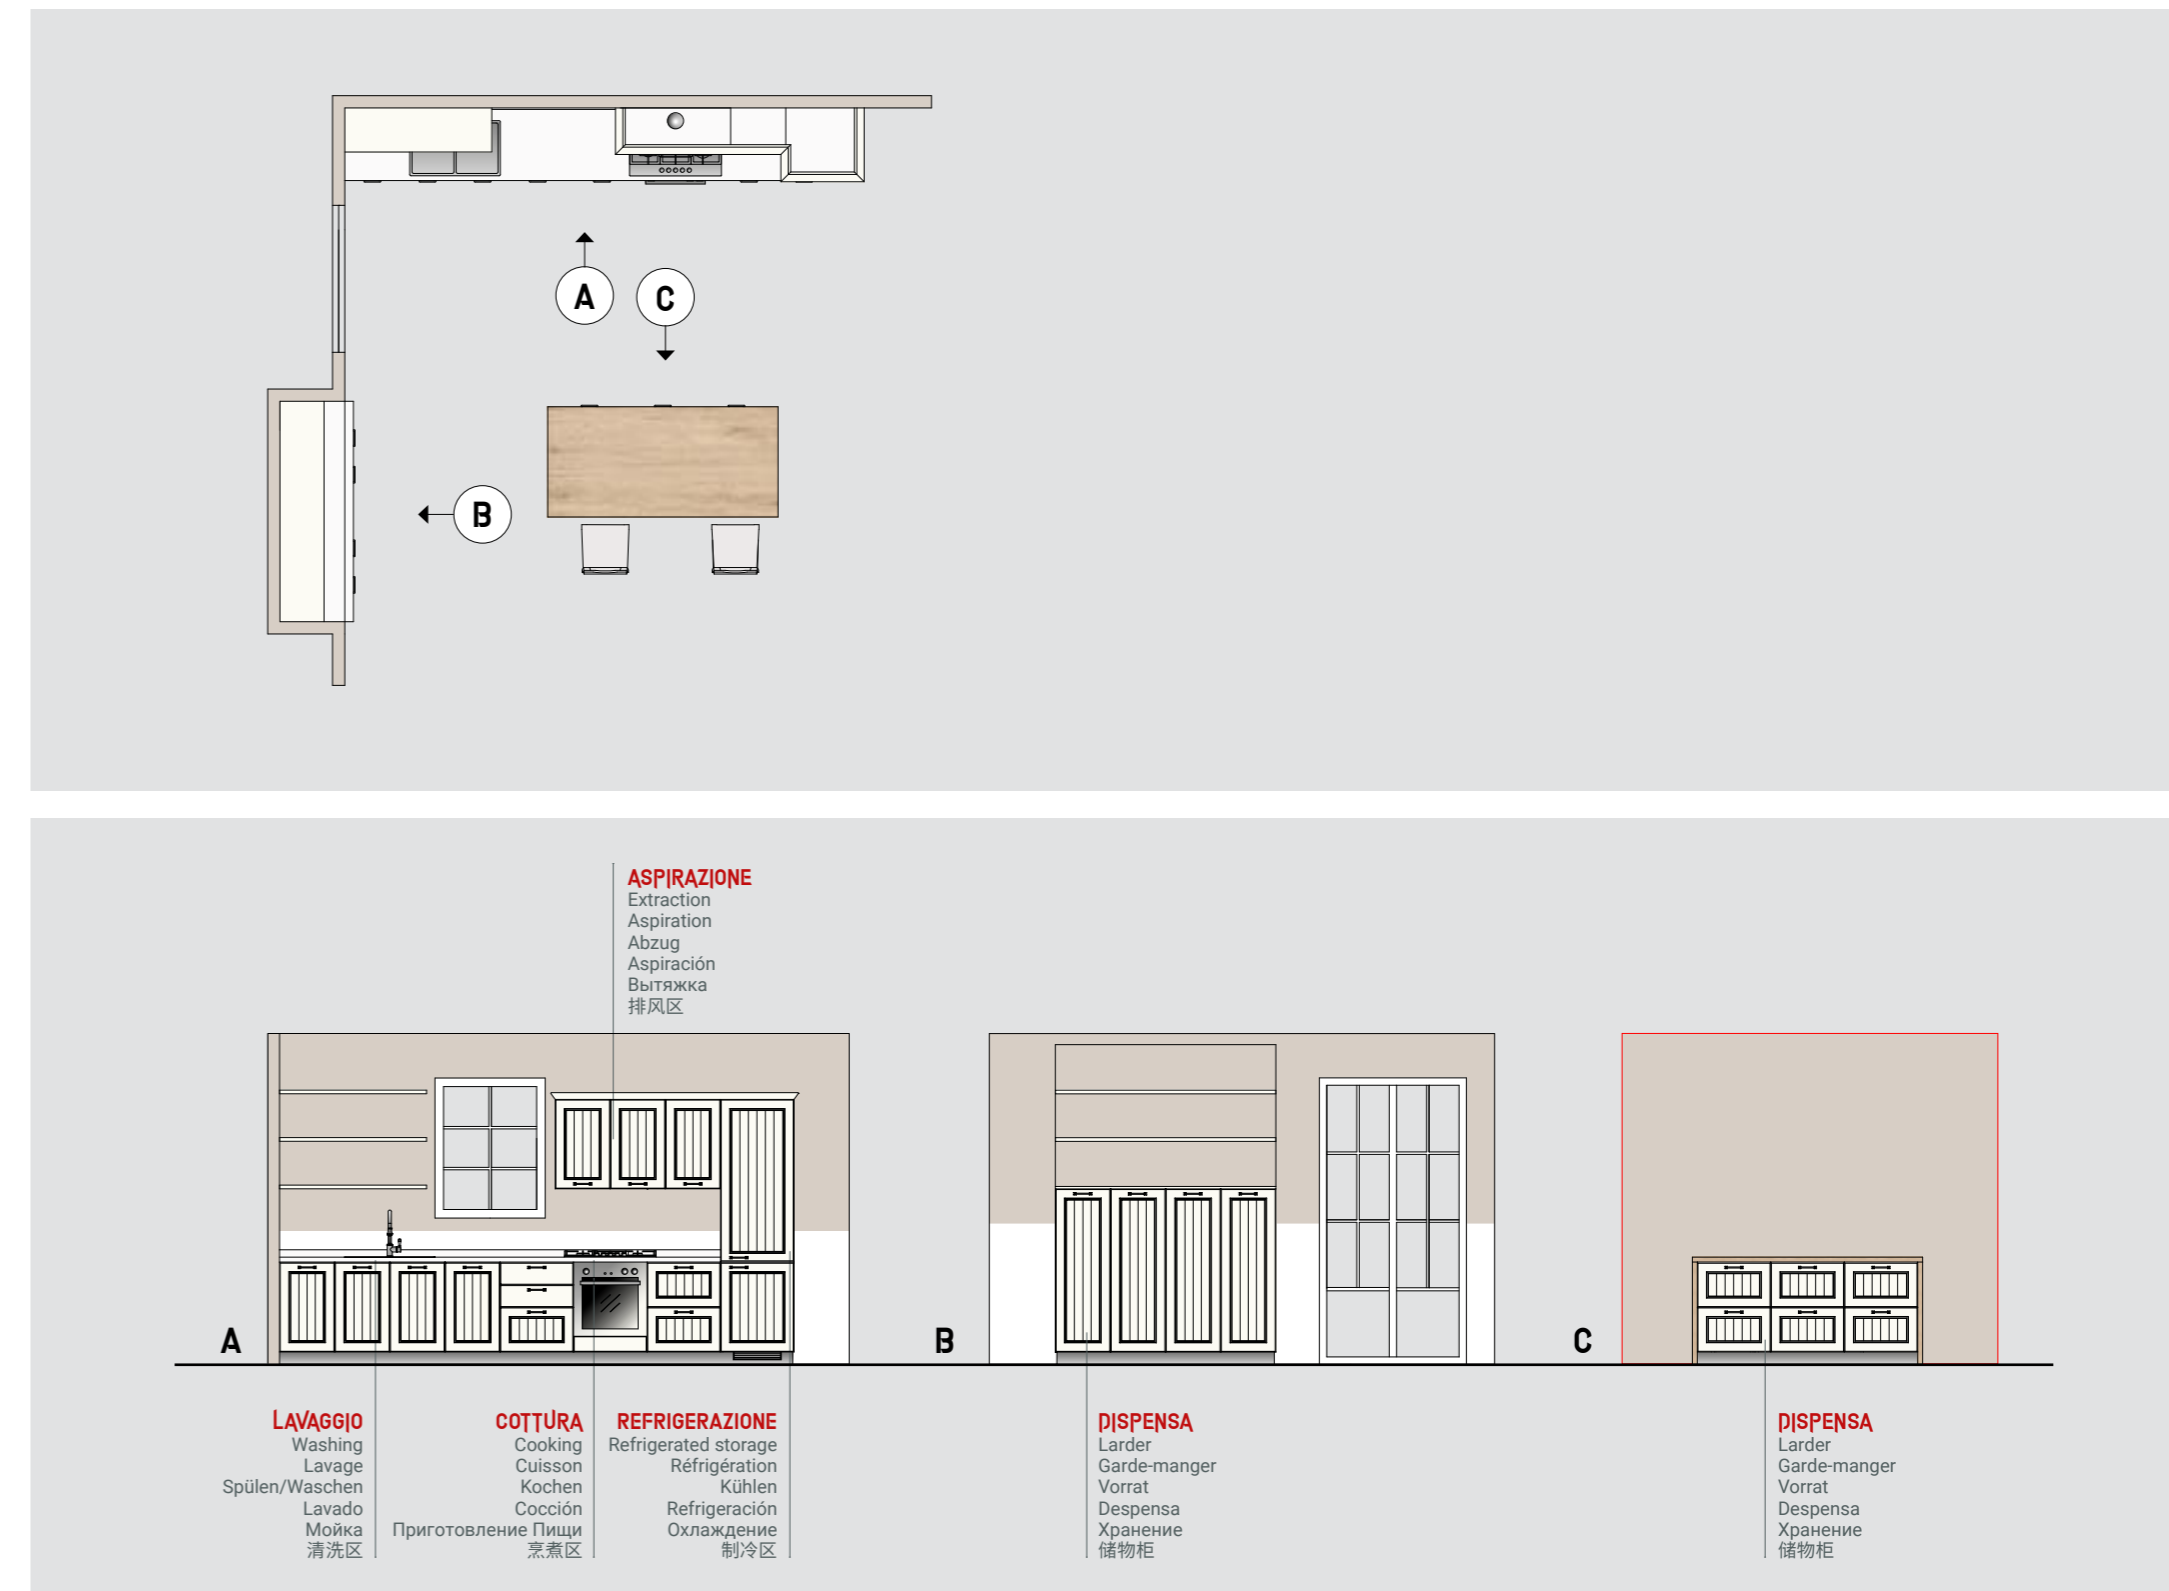 A
C
B
ASPIRAZIONE
Extraction
Aspiration
Abzug
Aspiración
Вытяжка
排风区
A
B
C
LAVAGGIO
Washing
Lavage
Spülen/Waschen
Lavado
Мойка
清洗区
COTTURA
Cooking
Cuisson
Kochen
Cocción
Приготовление Пищи
烹煮区
REFRIGERAZIONE
Refrigerated storage
Réfrigération
Kühlen
Refrigeración
Охлаждение
制冷区
DISPENSA
Larder
Garde-manger
Vorrat
Despensa
Хранение
储物柜
DISPENSA
Larder
Garde-manger
Vorrat
Despensa
Хранение
储物柜